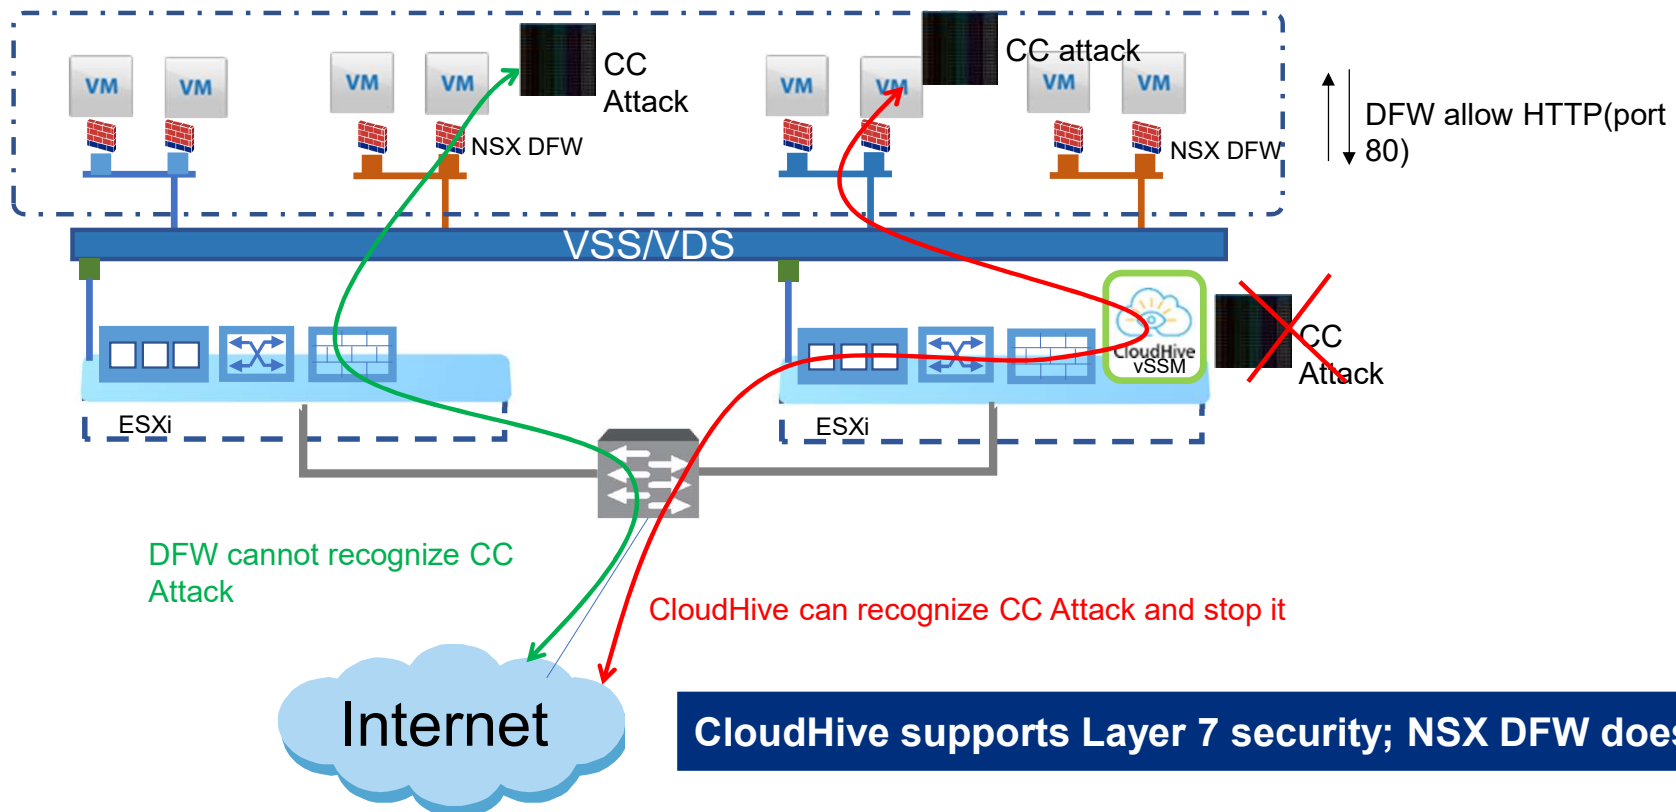 VM
VM
VM
VM
CC
Attack
VM
VM
CC attack
VM
VM
NSX DFW
NSX DFW
DFW allow HTTP(port
80)
VSS/VDS
CloudHive
vSSM
CC
Attack
ESXi
ESXi
DFW cannot recognize CC
Attack
CloudHive can recognize CC Attack and stop it
Internet
CloudHive supports Layer 7 security; NSX DFW does